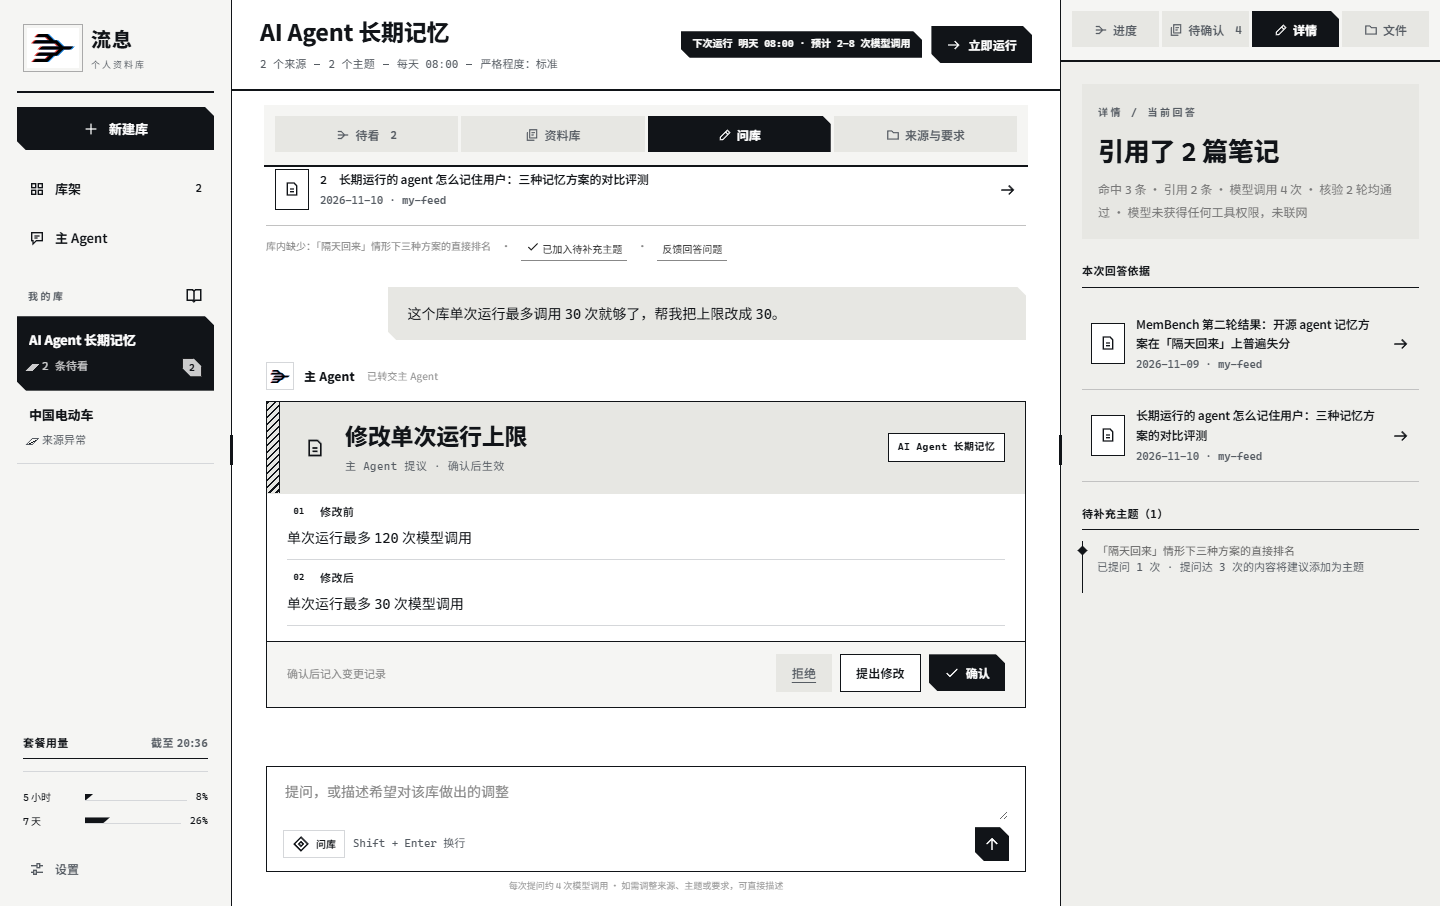 流息
个人资料库
新建库
库架 2
主 Agent
我的库
AI Agent 长期记忆
2 条待看 2
中国电动车
来源异常
套餐用量 截至 20:36
5 小时 8%
7 天 26%
设置
AI Agent 长期记忆
2 个来源 — 2 个主题 — 每天 08:00 — 严格程度：标准
下次运行 明天 08:00 · 预计 2–8 次模型调用
立即运行
待看 2
资料库
问库
来源与要求
2 长期运行的 agent 怎么记住用户：三种记忆方案的对比评测
2026-11-10 · my-feed
库内缺少：「隔天回来」情形下三种方案的直接排名 · 已加入待补充主题 · 反馈回答问题
这个库单次运行最多调用 30 次就够了，帮我把上限改成 30。
主 Agent 已转交主 Agent
修改单次运行上限
主 Agent 提议 · 确认后生效
AI Agent 长期记忆
01 修改前
单次运行最多 120 次模型调用
02 修改后
单次运行最多 30 次模型调用
确认后记入变更记录
拒绝
提出修改
确认
提问，或描述希望对该库做出的调整
问库
Shift + Enter 换行
每次提问约 4 次模型调用 · 如需调整来源、主题或要求，可直接描述
进度
待确认 4
详情
文件
详情 / 当前回答
引用了 2 篇笔记
命中 3 条 · 引用 2 条 · 模型调用 4 次 · 核验 2 轮均通
过 · 模型未获得任何工具权限，未联网
本次回答依据
MemBench 第二轮结果：开源 agent 记忆方
案在「隔天回来」上普遍失分
2026-11-09 · my-feed
长期运行的 agent 怎么记住用户：三种记忆方
案的对比评测
2026-11-10 · my-feed
待补充主题（1）
「隔天回来」情形下三种方案的直接排名
已提问 1 次 · 提问达 3 次的内容将建议添加为主题